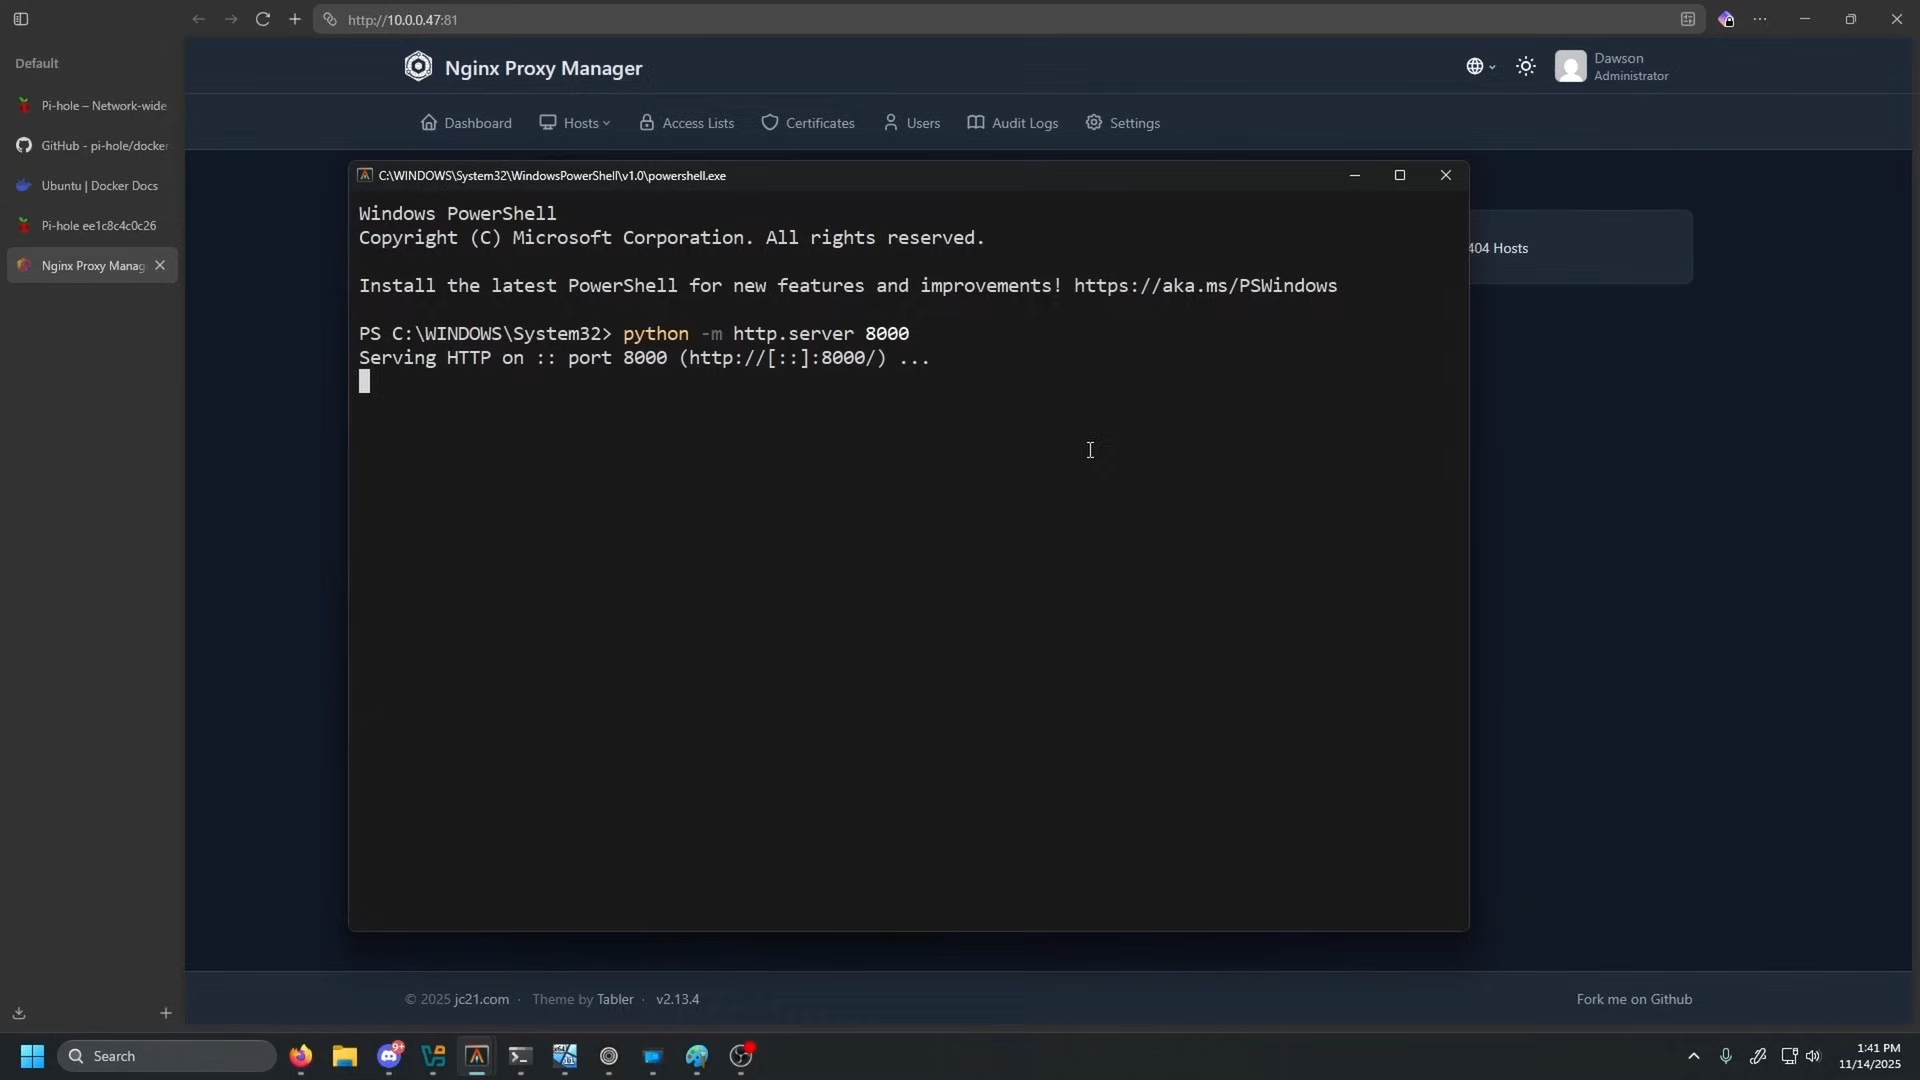 http://10.0.0.47:81
Default
Pi-hole – Network-wide
GitHub - pi-hole/docker
Ubuntu | Docker Docs
Pi-hole ee1c8c4c0c26
Nginx Proxy Manag
Nginx Proxy Manager
Dawson
Administrator
Dashboard
Hosts
Access Lists
Certificates
Users
Audit Logs
Settings
C:\WINDOWS\System32\WindowsPowerShell\v1.0\powershell.exe
Windows PowerShell
Copyright (C) Microsoft Corporation. All rights reserved.
Install the latest PowerShell for new features and improvements! https://aka.ms/PSWindows
PS C:\WINDOWS\System32> python -m http.server 8000
Serving HTTP on :: port 8000 (http://[::]:8000/) ...
404 Hosts
© 2025 jc21.com · Theme by Tabler · v2.13.4
Fork me on Github
Search
9+
1:41 PM
11/14/2025